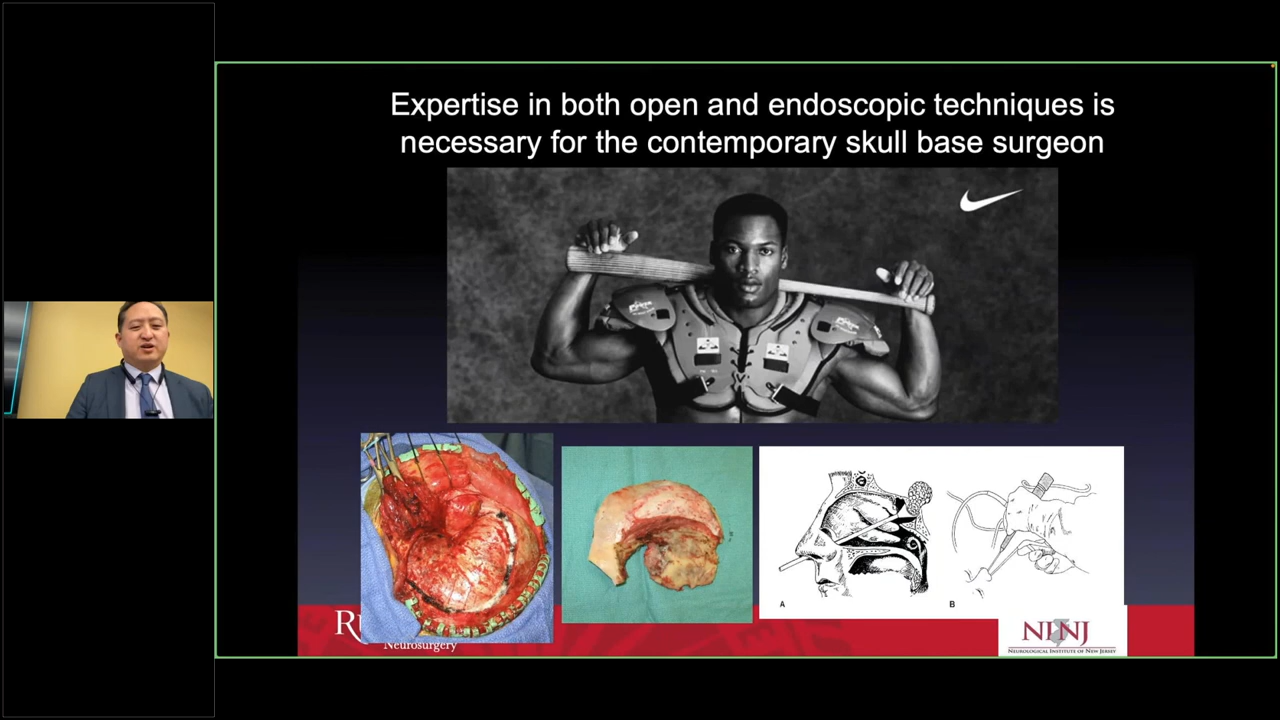 Expertise in both open and endoscopic techniques is
necessary for the contemporary skull base surgeon
A
B
Neurosurgery
NINJ
NEUROLOGICAL INSTITUTE OF NEW JERSEY